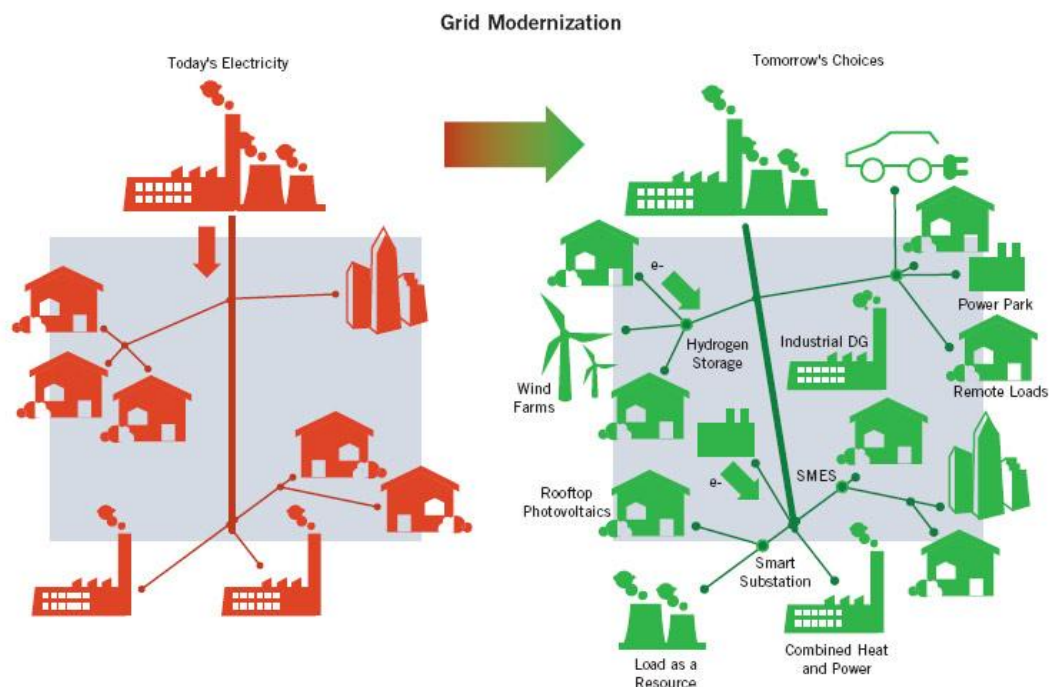 Grid Modernization
Today's Electricity
Tomorrow's Choices
e-
Power Park
Hydrogen
Storage
Industrial DG
Wind
Farms
Remote Loads
SMES
e-
Rooftop
Photovoltaics
Smart
Substation
Load as a
Resource
Combined Heat
and Power